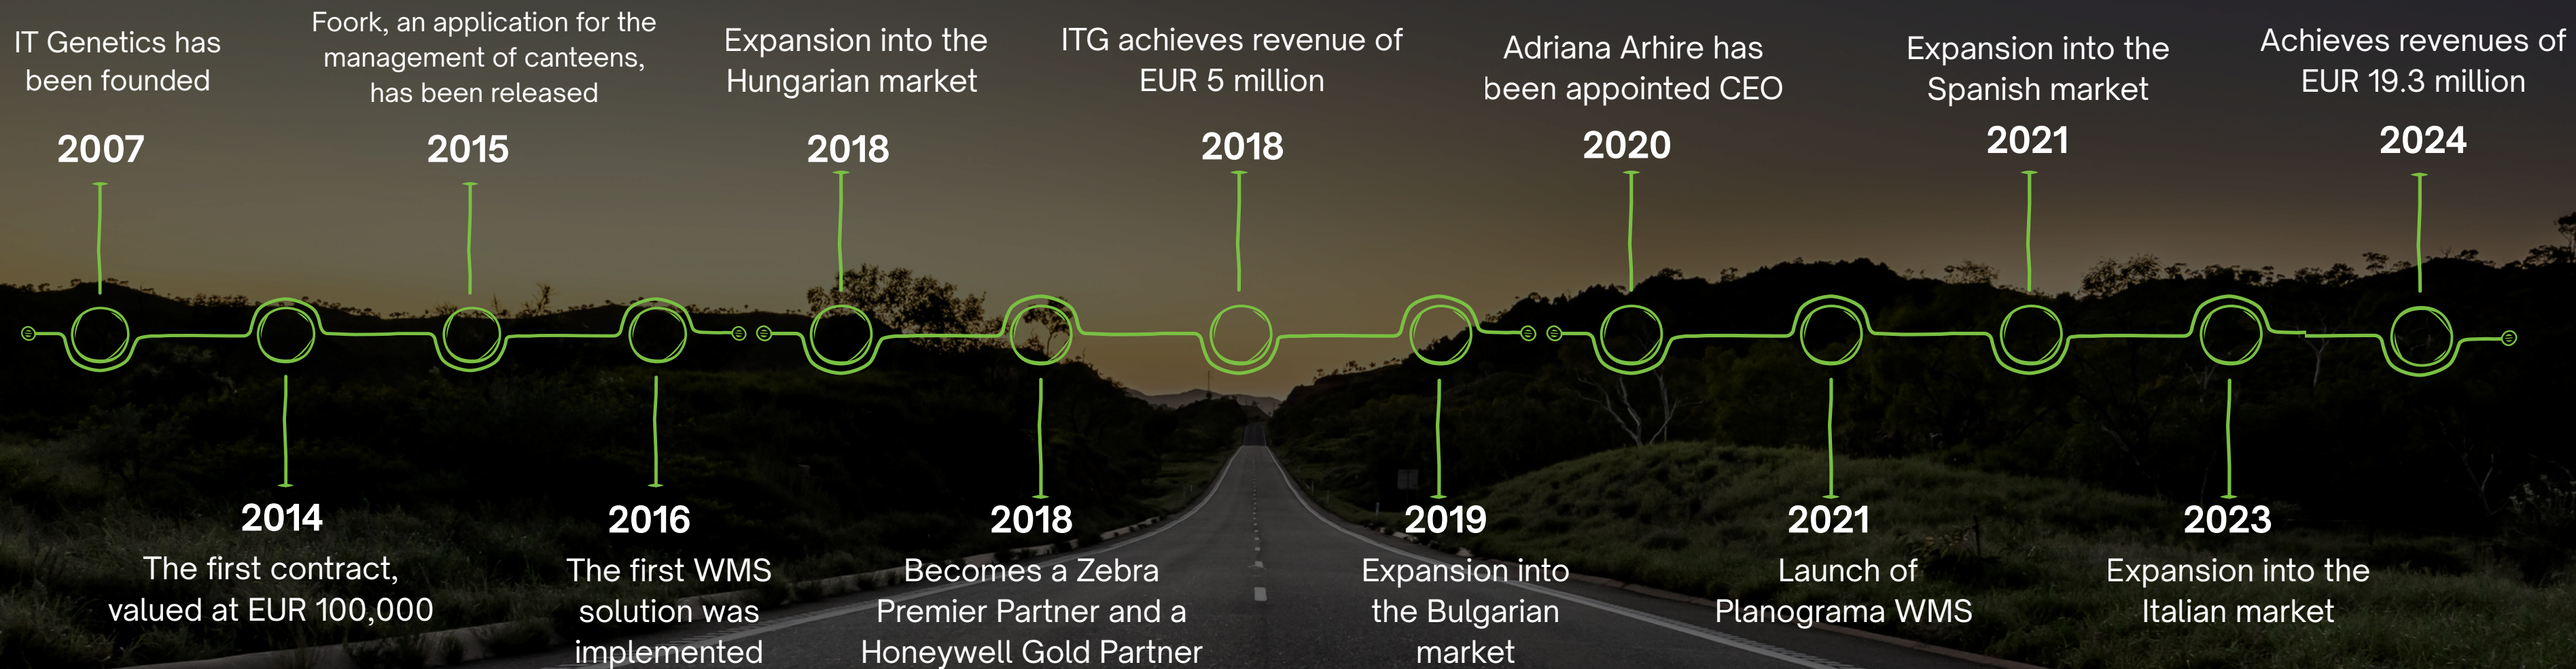 IT Genetics has
been founded
2007
The first contract,
valued at EUR 100,000
2014
Foork, an application for the
management of canteens,
has been released
2015
2016
The first WMS
solution was
implemented
Expansion into the
Hungarian market
2018
2018
Becomes a Zebra
Premier Partner and a
Honeywell Gold Partner
ITG achieves revenue of
EUR 5 million
2018
2019
Expansion into
the Bulgarian
market
Adriana Arhire has
been appointed CEO
2020
2021
Launch of
Planograma WMS
Expansion into the
Spanish market
2021
2023
Expansion into the
Italian market
Achieves revenues of
EUR 19.3 million
2024